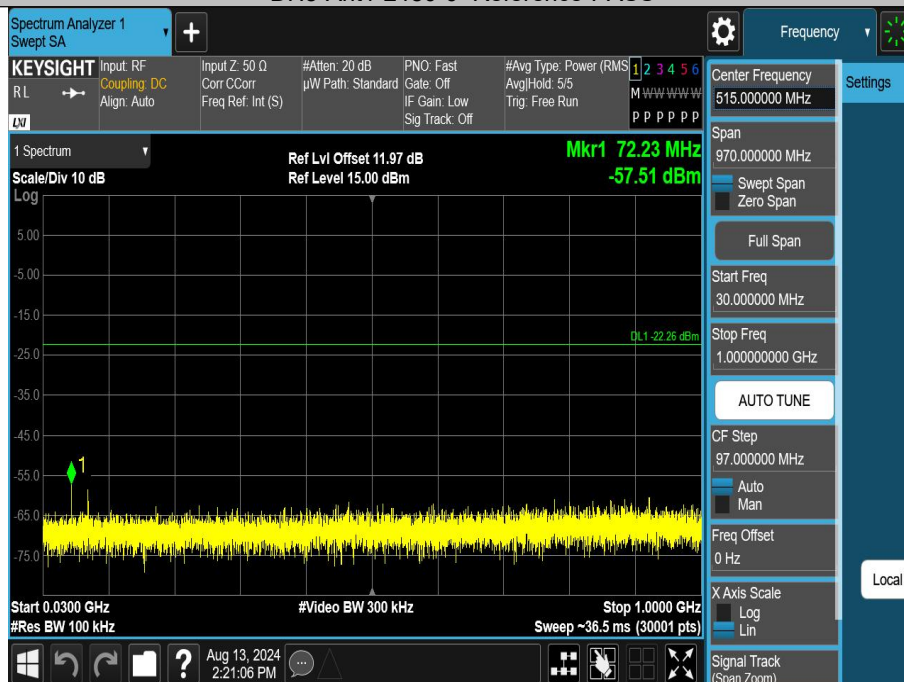 Spectrum Analyzer 1
Swept SA
Frequency
KEYSIGHT
RL
LXI
Input: RF
Coupling: DC
Align: Auto
Input Z: 50 Ω
Corr CCorr
Freq Ref: Int (S)
#Atten: 20 dB
µW Path: Standard
PNO: Fast
Gate: Off
IF Gain: Low
Sig Track: Off
#Avg Type: Power (RMS
Avg|Hold: 5/5
Trig: Free Run
1 2 3 4 5 6
M W W W W W
P P P P P P
1 Spectrum
Scale/Div 10 dB
Log
Ref Lvl Offset 11.97 dB
Ref Level 15.00 dBm
Mkr1 72.23 MHz
-57.51 dBm
5.00
-5.00
-15.0
DL1 -22.26 dBm
-25.0
-35.0
-45.0
1
-55.0
-65.0
-75.0
Start 0.0300 GHz
#Video BW 300 kHz
Stop 1.0000 GHz
#Res BW 100 kHz
Sweep ~36.5 ms (30001 pts)
Aug 13, 2024
2:21:06 PM
Center Frequency
515.000000 MHz
Settings
Span
970.000000 MHz
Swept Span
Zero Span
Full Span
Start Freq
30.000000 MHz
Stop Freq
1.000000000 GHz
AUTO TUNE
CF Step
97.000000 MHz
Auto
Man
Freq Offset
0 Hz
Local
X Axis Scale
Log
Lin
Signal Track
(Span Zoom)